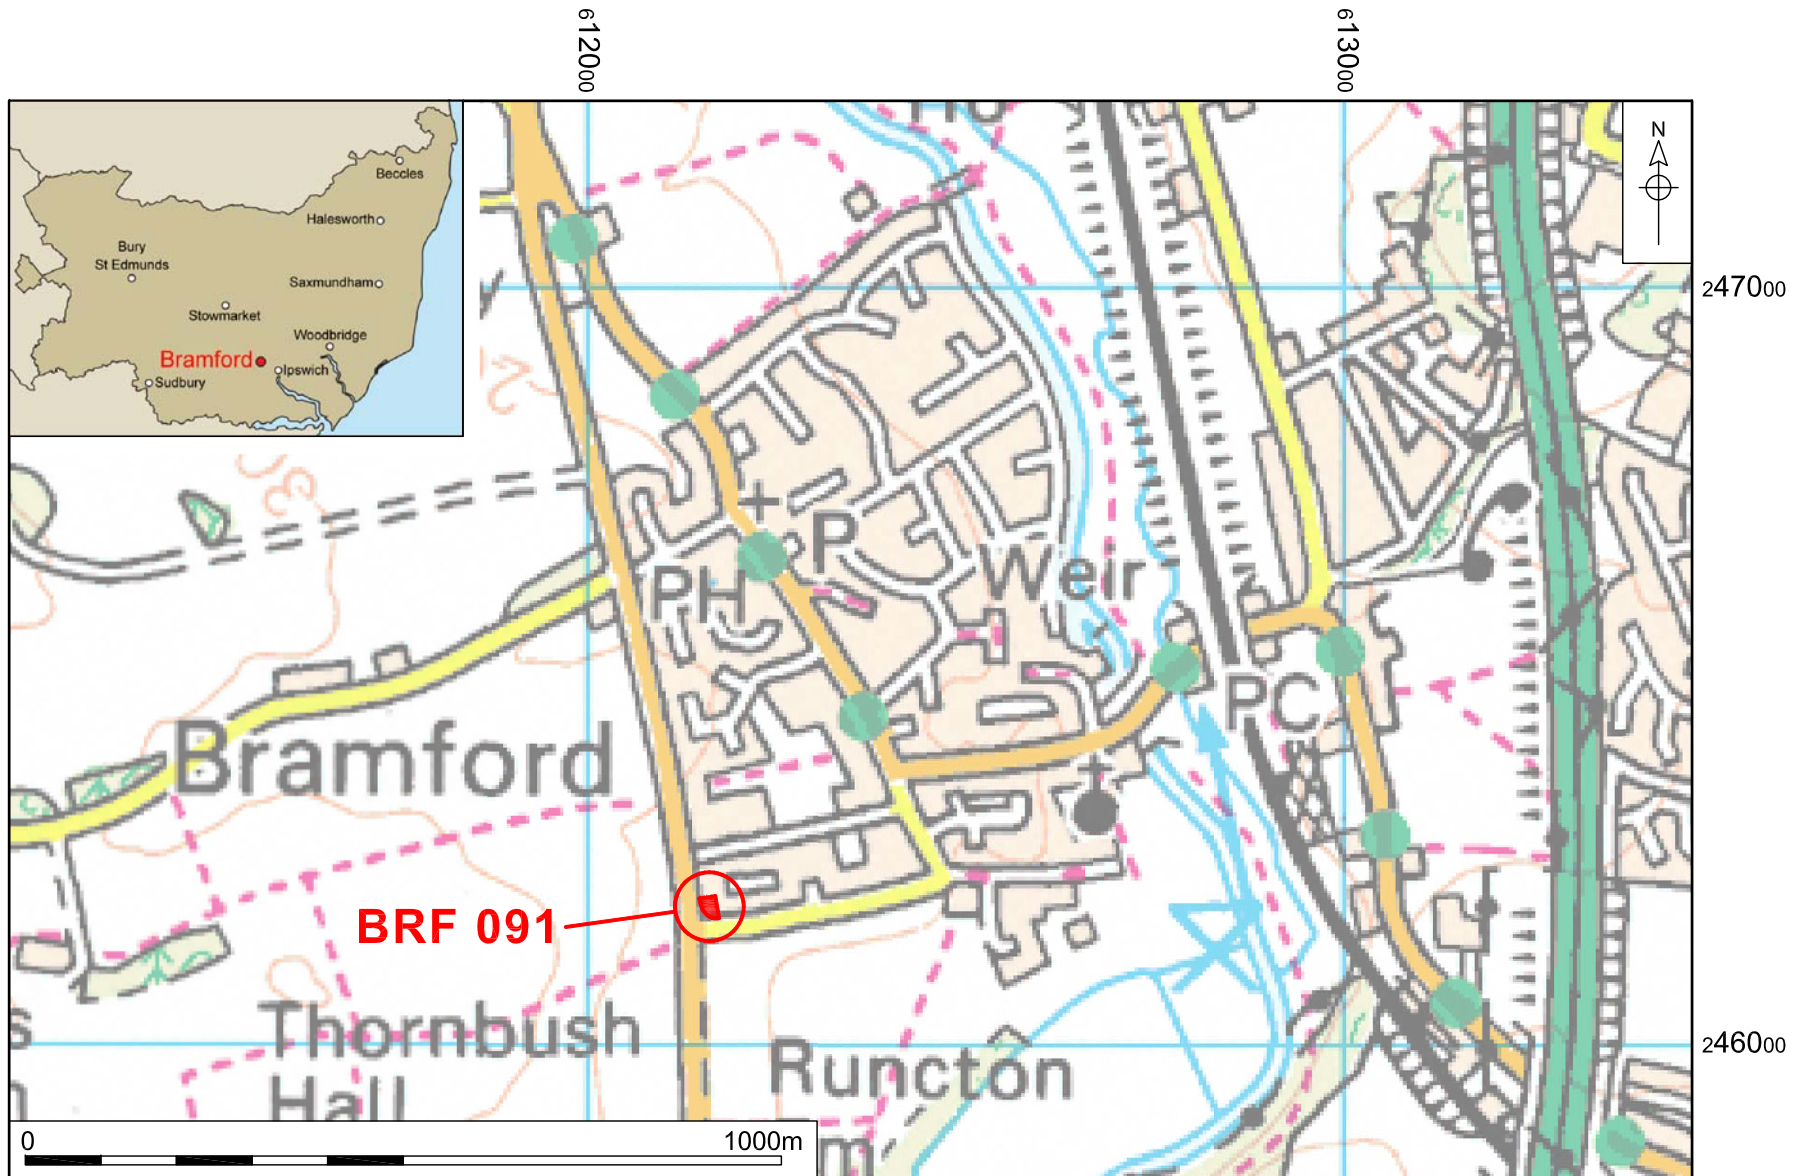 612000
613000
Beccles
Halesworth
Bury
St Edmunds
Saxmundham
Stowmarket
Woodbridge
Bramford
Ipswich
Sudbury
N
247000
30
P
PH
Weir
PC
Bramford
BRF 091
Thornbush
Hall
Runcton
246000
0 1000m